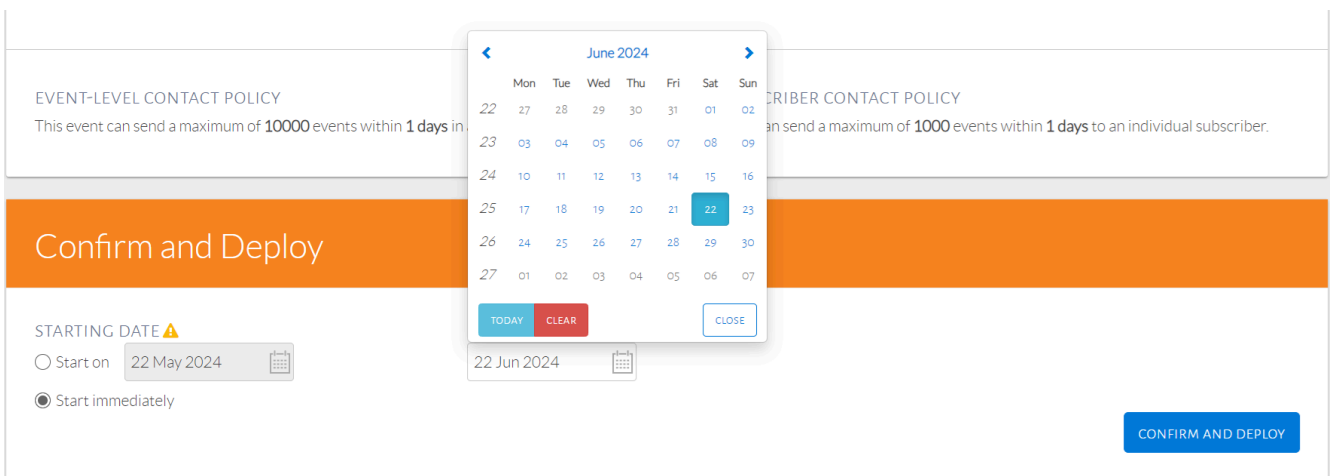 June 2024
Mon Tue Wed Thu Fri Sat Sun
22 27 28 29 30 31 01 02
23 03 04 05 06 07 08 09
24 10 11 12 13 14 15 16
25 17 18 19 20 21 22 23
26 24 25 26 27 28 29 30
27 01 02 03 04 05 06 07
TODAY CLEAR CLOSE
EVENT-LEVEL CONTACT POLICY
This event can send a maximum of 10000 events within 1 days in
CRIBER CONTACT POLICY
an send a maximum of 1000 events within 1 days to an individual subscriber.
Confirm and Deploy
STARTING DATE
Start on 22 May 2024
22 Jun 2024
Start immediately
CONFIRM AND DEPLOY